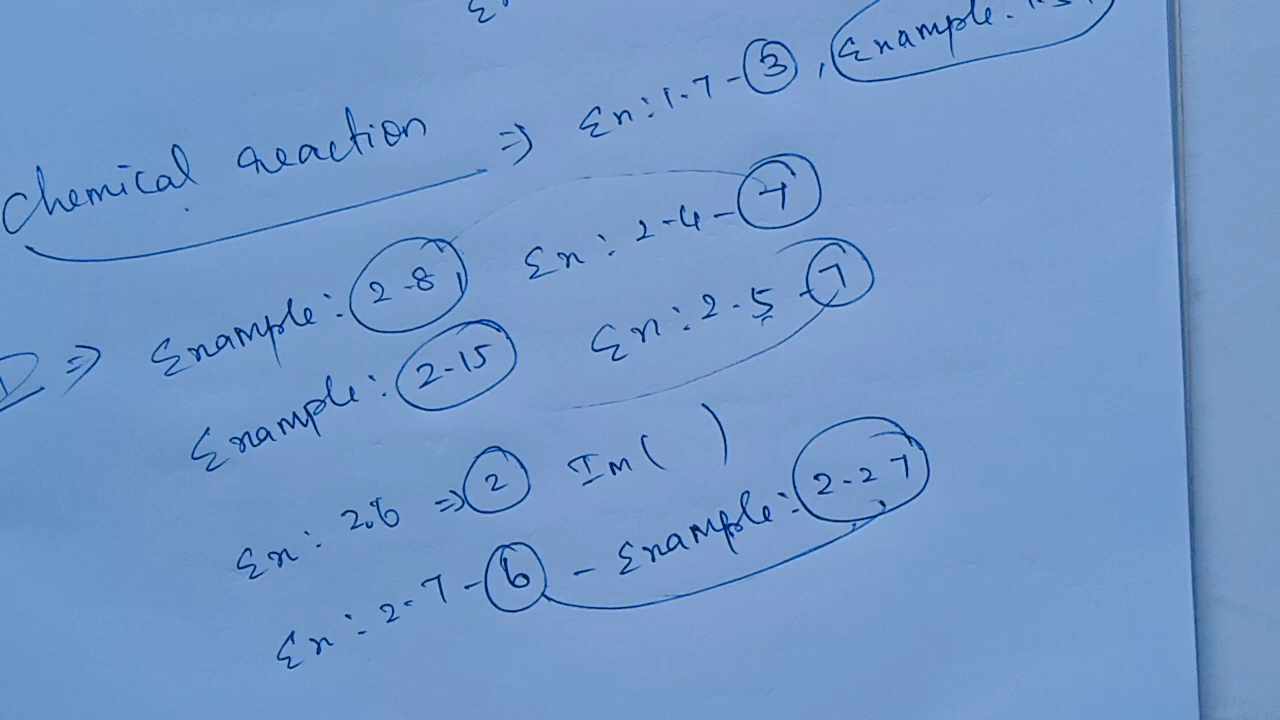 Chemical reaction => Ex: 1.7 - 3, Example.
=> Example: 2.8 Ex: 2.4 - 7
Example: 2.15 Ex: 2.5 - 7
Ex: 2.6 => 2 Im( )
Ex: 2.7 - 6 - Example: 2.27